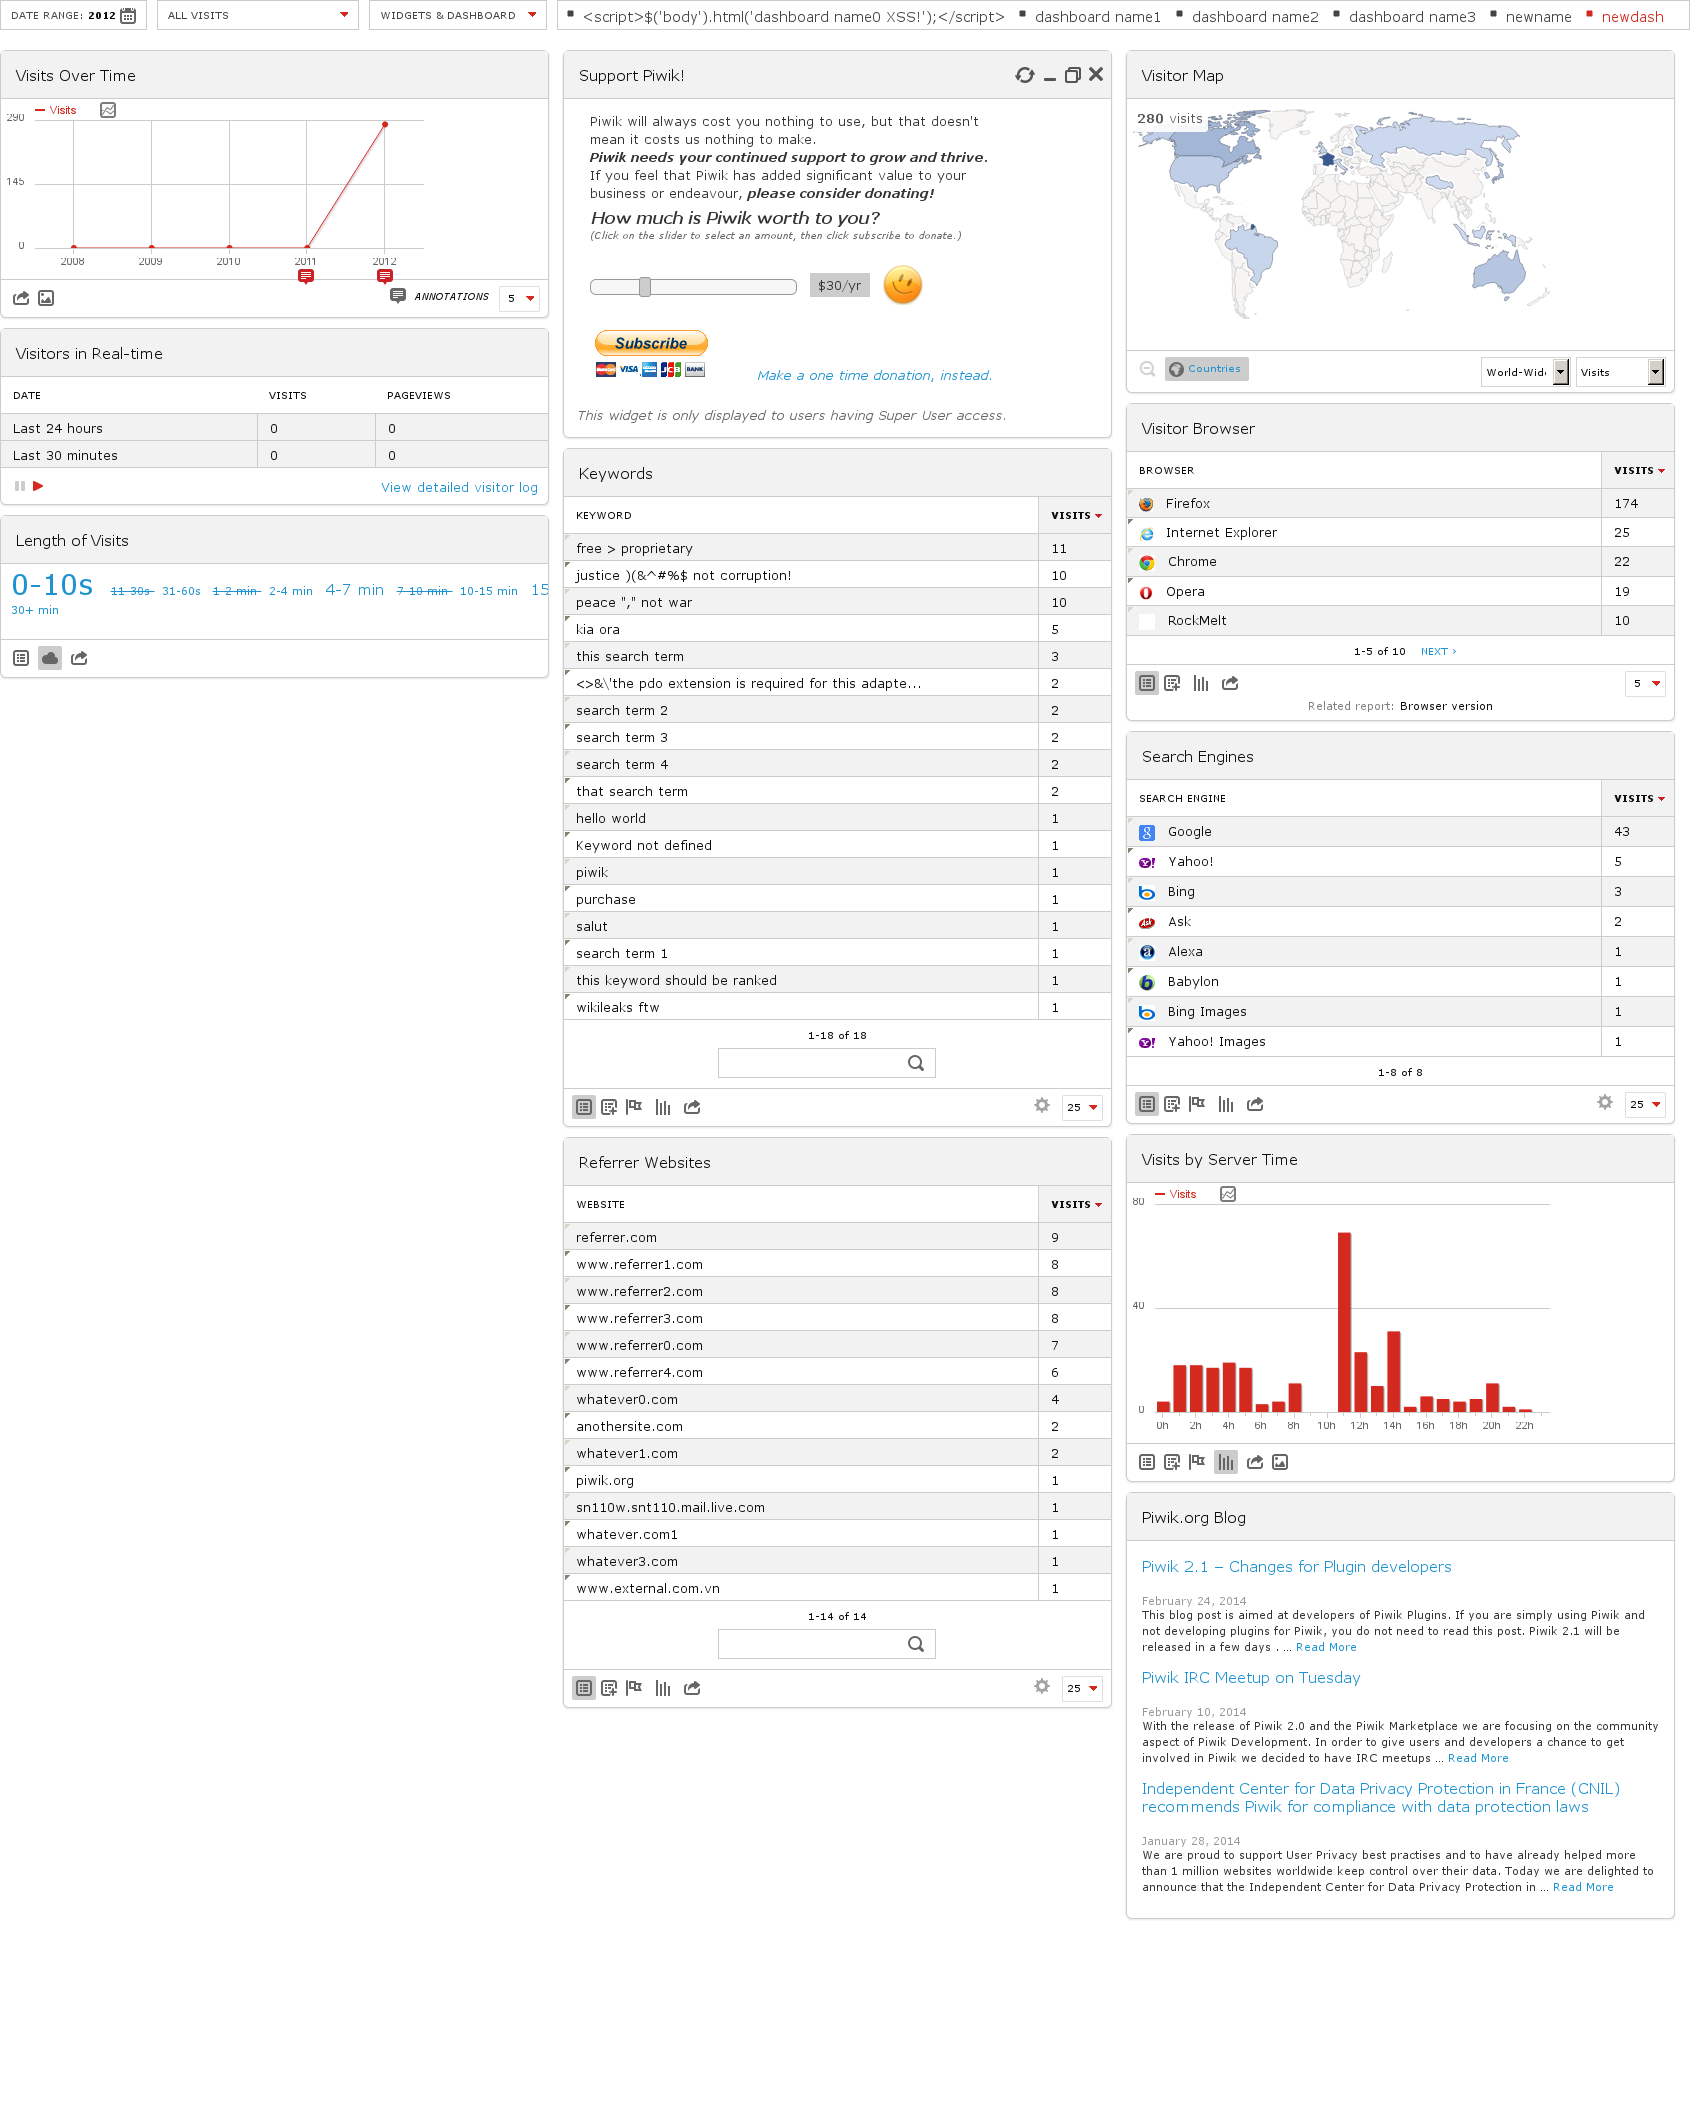 DATE RANGE: 2012
ALL VISITS
WIDGETS & DASHBOARD
<script>$('body').html('dashboard name0 XSS!');</script>
dashboard name1
dashboard name2
dashboard name3
newname
newdash
Visits Over Time
Visits
290
145
0
2008 2009 2010 2011 2012
ANNOTATIONS 5
Visitors in Real-time
DATE VISITS PAGEVIEWS
Last 24 hours 0 0
Last 30 minutes 0 0
View detailed visitor log
Length of Visits
0-10s 11-30s 31-60s 1-2 min 2-4 min 4-7 min 7-10 min 10-15 min 15
30+ min
Support Piwik!
Piwik will always cost you nothing to use, but that doesn't
mean it costs us nothing to make.
Piwik needs your continued support to grow and thrive.
If you feel that Piwik has added significant value to your
business or endeavour, please consider donating!
How much is Piwik worth to you?
(Click on the slider to select an amount, then click subscribe to donate.)
$30/yr
Subscribe
VISA JCB BANK
Make a one time donation, instead.
This widget is only displayed to users having Super User access.
Keywords
KEYWORD VISITS
free > proprietary 11
justice )(&^#%$ not corruption! 10
peace "," not war 10
kia ora 5
this search term 3
<>&\'the pdo extension is required for this adapte... 2
search term 2 2
search term 3 2
search term 4 2
that search term 2
hello world 1
Keyword not defined 1
piwik 1
purchase 1
salut 1
search term 1 1
this keyword should be ranked 1
wikileaks ftw 1
1-18 of 18
25
Referrer Websites
WEBSITE VISITS
referrer.com 9
www.referrer1.com 8
www.referrer2.com 8
www.referrer3.com 8
www.referrer0.com 7
www.referrer4.com 6
whatever0.com 4
anothersite.com 2
whatever1.com 2
piwik.org 1
sn110w.snt110.mail.live.com 1
whatever.com1 1
whatever3.com 1
www.external.com.vn 1
1-14 of 14
25
Visitor Map
280 visits
Countries
World-Wid
Visits
Visitor Browser
BROWSER VISITS
Firefox 174
Internet Explorer 25
Chrome 22
Opera 19
RockMelt 10
1-5 of 10 NEXT ›
5
Related report: Browser version
Search Engines
SEARCH ENGINE VISITS
Google 43
Yahoo! 5
Bing 3
Ask 2
Alexa 1
Babylon 1
Bing Images 1
Yahoo! Images 1
1-8 of 8
25
Visits by Server Time
Visits
80
40
0
0h 2h 4h 6h 8h 10h 12h 14h 16h 18h 20h 22h
Piwik.org Blog
Piwik 2.1 – Changes for Plugin developers
February 24, 2014
This blog post is aimed at developers of Piwik Plugins. If you are simply using Piwik and
not developing plugins for Piwik, you do not need to read this post. Piwik 2.1 will be
released in a few days . ... Read More
Piwik IRC Meetup on Tuesday
February 10, 2014
With the release of Piwik 2.0 and the Piwik Marketplace we are focusing on the community
aspect of Piwik Development. In order to give users and developers a chance to get
involved in Piwik we decided to have IRC meetups ... Read More
Independent Center for Data Privacy Protection in France (CNIL)
recommends Piwik for compliance with data protection laws
January 28, 2014
We are proud to support User Privacy best practises and to have already helped more
than 1 million websites worldwide keep control over their data. Today we are delighted to
announce that the Independent Center for Data Privacy Protection in ... Read More